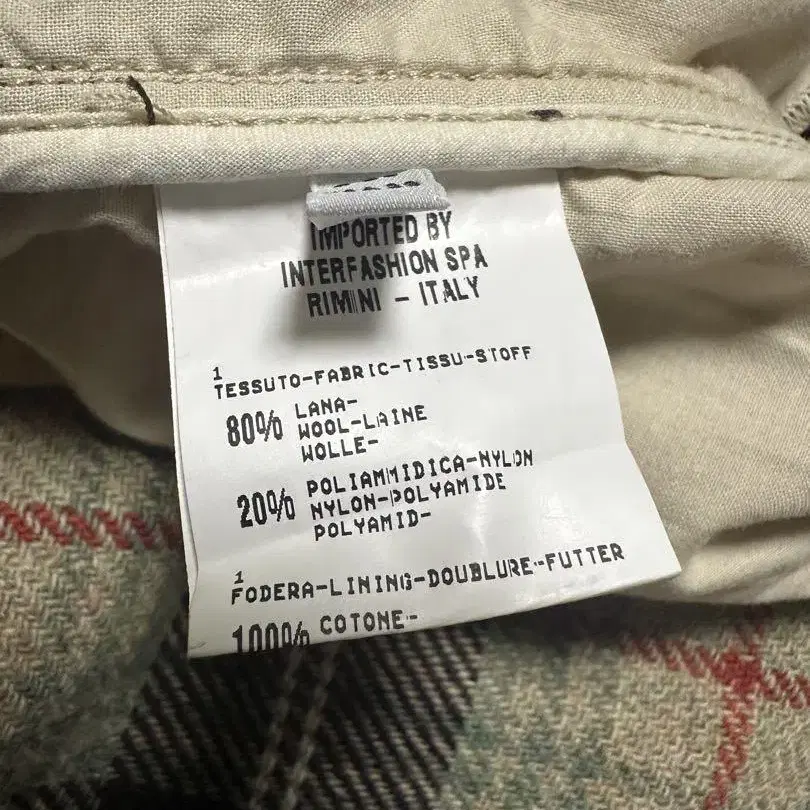 IMPORTED BY
INTERFASHION SPA
RIMINI - ITALY
1
TESSUTO-FABRIC-TISSU-STOFF
80% LANA-
WOOL-LAINE
WOLLE-
20% POLIAMMIDICA-NYLON
NYLON-POLYAMIDE
POLYAMID-
1
FODERA-LINING-DOUBLURE-FUTTER
100% COTONE-